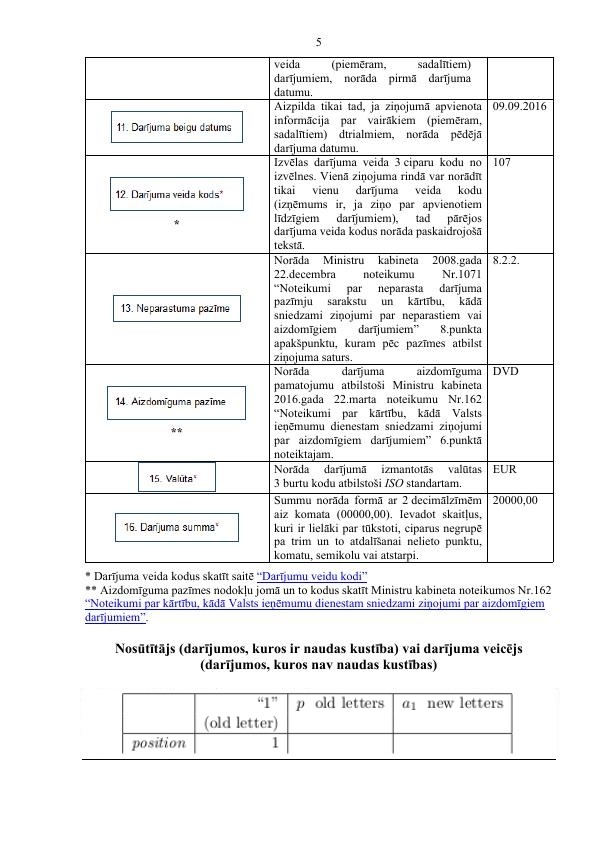 5
veida (piemēram, sadalītiem)
darījumiem, norāda pirmā darījuma
datumu.
11. Darījuma beigu datums
Aizpilda tikai tad, ja ziņojumā apvienota
informācija par vairākiem (piemēram,
sadalītiem) dtrialmiem, norāda pēdējā
darījuma datumu.
09.09.2016
12. Darījuma veida kods*
*
Izvēlas darījuma veida 3 ciparu kodu no
izvēlnes. Vienā ziņojuma rindā var norādīt
tikai vienu darījuma veida kodu
(izņēmums ir, ja ziņo par apvienotiem
līdzīgiem darījumiem), tad pārējos
darījuma veida kodus norāda paskaidrojošā
tekstā.
107
13. Neparastuma pazīme
Norāda Ministru kabineta 2008.gada
22.decembra noteikumu Nr.1071
“Noteikumi par neparasta darījuma
pazīmju sarakstu un kārtību, kādā
sniedzami ziņojumi par neparastiem vai
aizdomīgiem darījumiem” 8.punkta
apakšpunktu, kuram pēc pazīmes atbilst
ziņojuma saturs.
8.2.2.
14. Aizdomīguma pazīme
**
Norāda darījuma aizdomīguma
pamatojumu atbilstoši Ministru kabineta
2016.gada 22.marta noteikumu Nr.162
“Noteikumi par kārtību, kādā Valsts
ieņēmumu dienestam sniedzami ziņojumi
par aizdomīgiem darījumiem” 6.punktā
noteiktajam.
DVD
15. Valūta*
Norāda darījumā izmantotās valūtas
3 burtu kodu atbilstoši ISO standartam.
EUR
16. Darījuma summa*
Summu norāda formā ar 2 decimālzīmēm
aiz komata (00000,00). Ievadot skaitļus,
kuri ir lielāki par tūkstoti, ciparus negrupē
pa trim un to atdalīšanai nelieto punktu,
komatu, semikolu vai atstarpi.
20000,00
* Darījuma veida kodus skatīt saitē “Darījumu veidu kodi”
** Aizdomīguma pazīmes nodokļu jomā un to kodus skatīt Ministru kabineta noteikumos Nr.162
“Noteikumi par kārtību, kādā Valsts ieņēmumu dienestam sniedzami ziņojumi par aizdomīgiem
darījumiem”.
Nosūtītājs (darījumos, kuros ir naudas kustība) vai darījuma veicējs
(darījumos, kuros nav naudas kustības)
“1” p old letters a₁ new letters
(old letter)
position 1